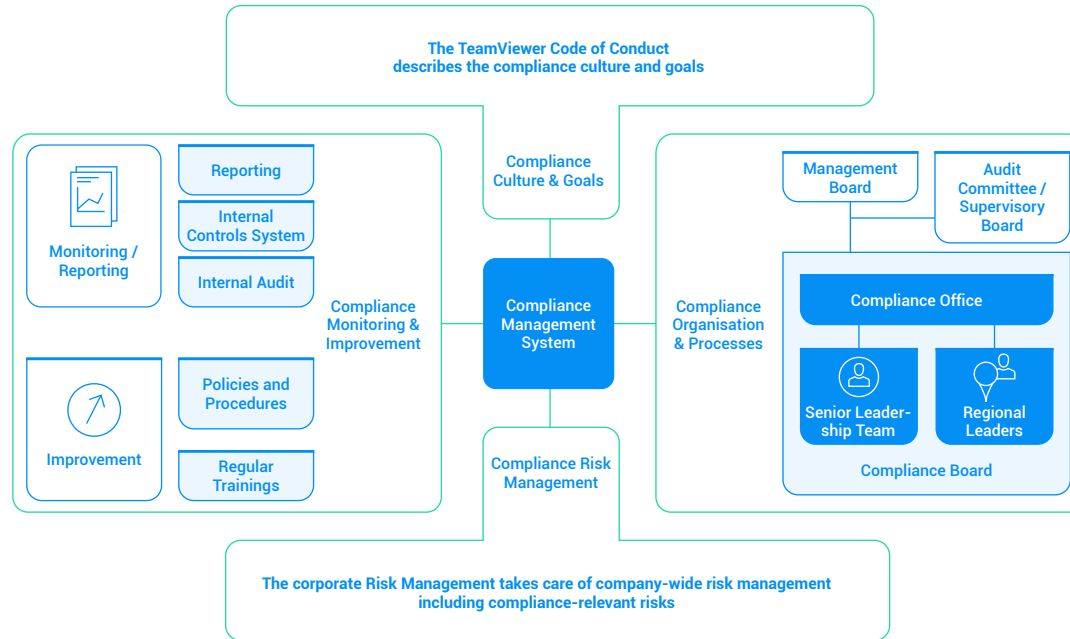 The TeamViewer Code of Conduct
describes the compliance culture and goals
Compliance
Culture & Goals
Monitoring /
Reporting
Reporting
Internal
Controls System
Internal Audit
Compliance
Monitoring &
Improvement
Improvement
Policies and
Procedures
Regular
Trainings
Compliance
Management
System
Compliance
Organisation
& Processes
Management
Board
Audit
Committee /
Supervisory
Board
Compliance Office
Senior Leader-
ship Team
Regional
Leaders
Compliance Board
Compliance Risk
Management
The corporate Risk Management takes care of company-wide risk management
including compliance-relevant risks